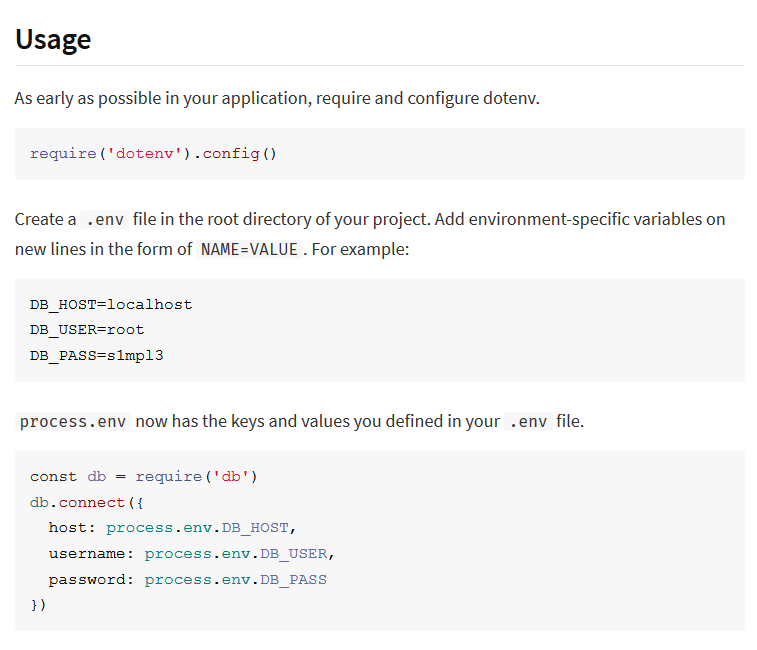 Usage
As early as possible in your application, require and configure dotenv.
require('dotenv').config()
Create a .env file in the root directory of your project. Add environment-specific variables on
new lines in the form of NAME=VALUE . For example:
DB_HOST=localhost
DB_USER=root
DB_PASS=s1mpl3
process.env now has the keys and values you defined in your .env file.
const db = require('db')
db.connect({
  host: process.env.DB_HOST,
  username: process.env.DB_USER,
  password: process.env.DB_PASS
})